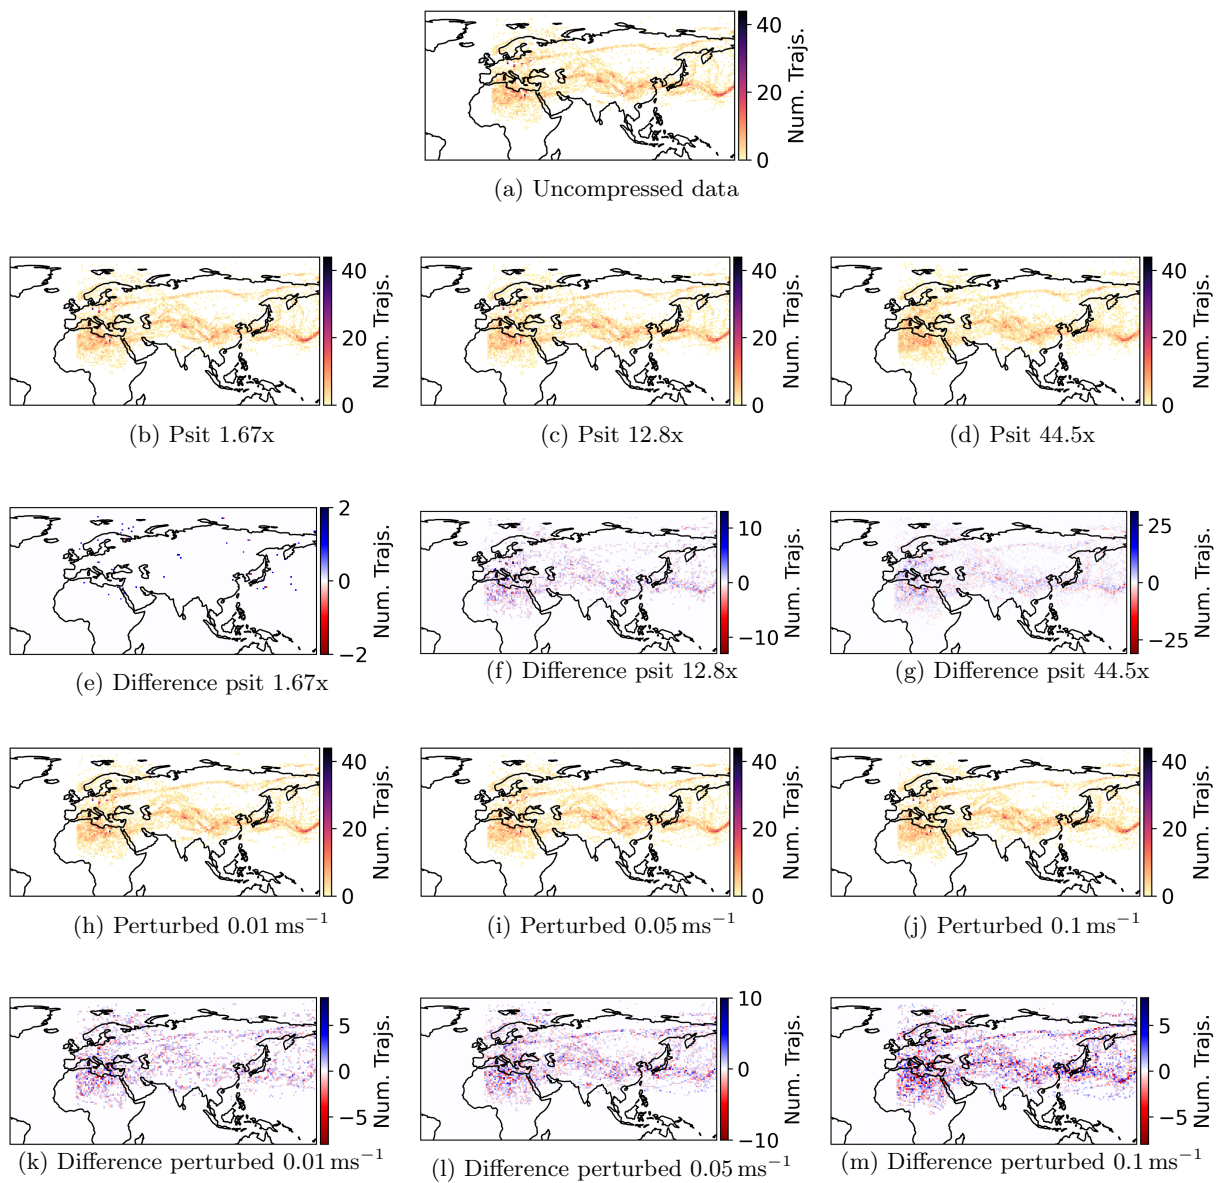 40
20
0
Num. Trajs.
(a) Uncompressed data
40
20
0
Num. Trajs.
40
20
0
Num. Trajs.
40
20
0
Num. Trajs.
(b) Psit 1.67x
(c) Psit 12.8x
(d) Psit 44.5x
2
0
−2
Num. Trajs.
10
0
−10
Num. Trajs.
25
0
−25
Num. Trajs.
(e) Difference psit 1.67x
(f) Difference psit 12.8x
(g) Difference psit 44.5x
40
20
0
Num. Trajs.
40
20
0
Num. Trajs.
40
20
0
Num. Trajs.
(h) Perturbed 0.01 ms⁻¹
(i) Perturbed 0.05 ms⁻¹
(j) Perturbed 0.1 ms⁻¹
5
0
−5
Num. Trajs.
10
0
−10
Num. Trajs.
5
0
−5
Num. Trajs.
(k) Difference perturbed 0.01 ms⁻¹
(l) Difference perturbed 0.05 ms⁻¹
(m) Difference perturbed 0.1 ms⁻¹